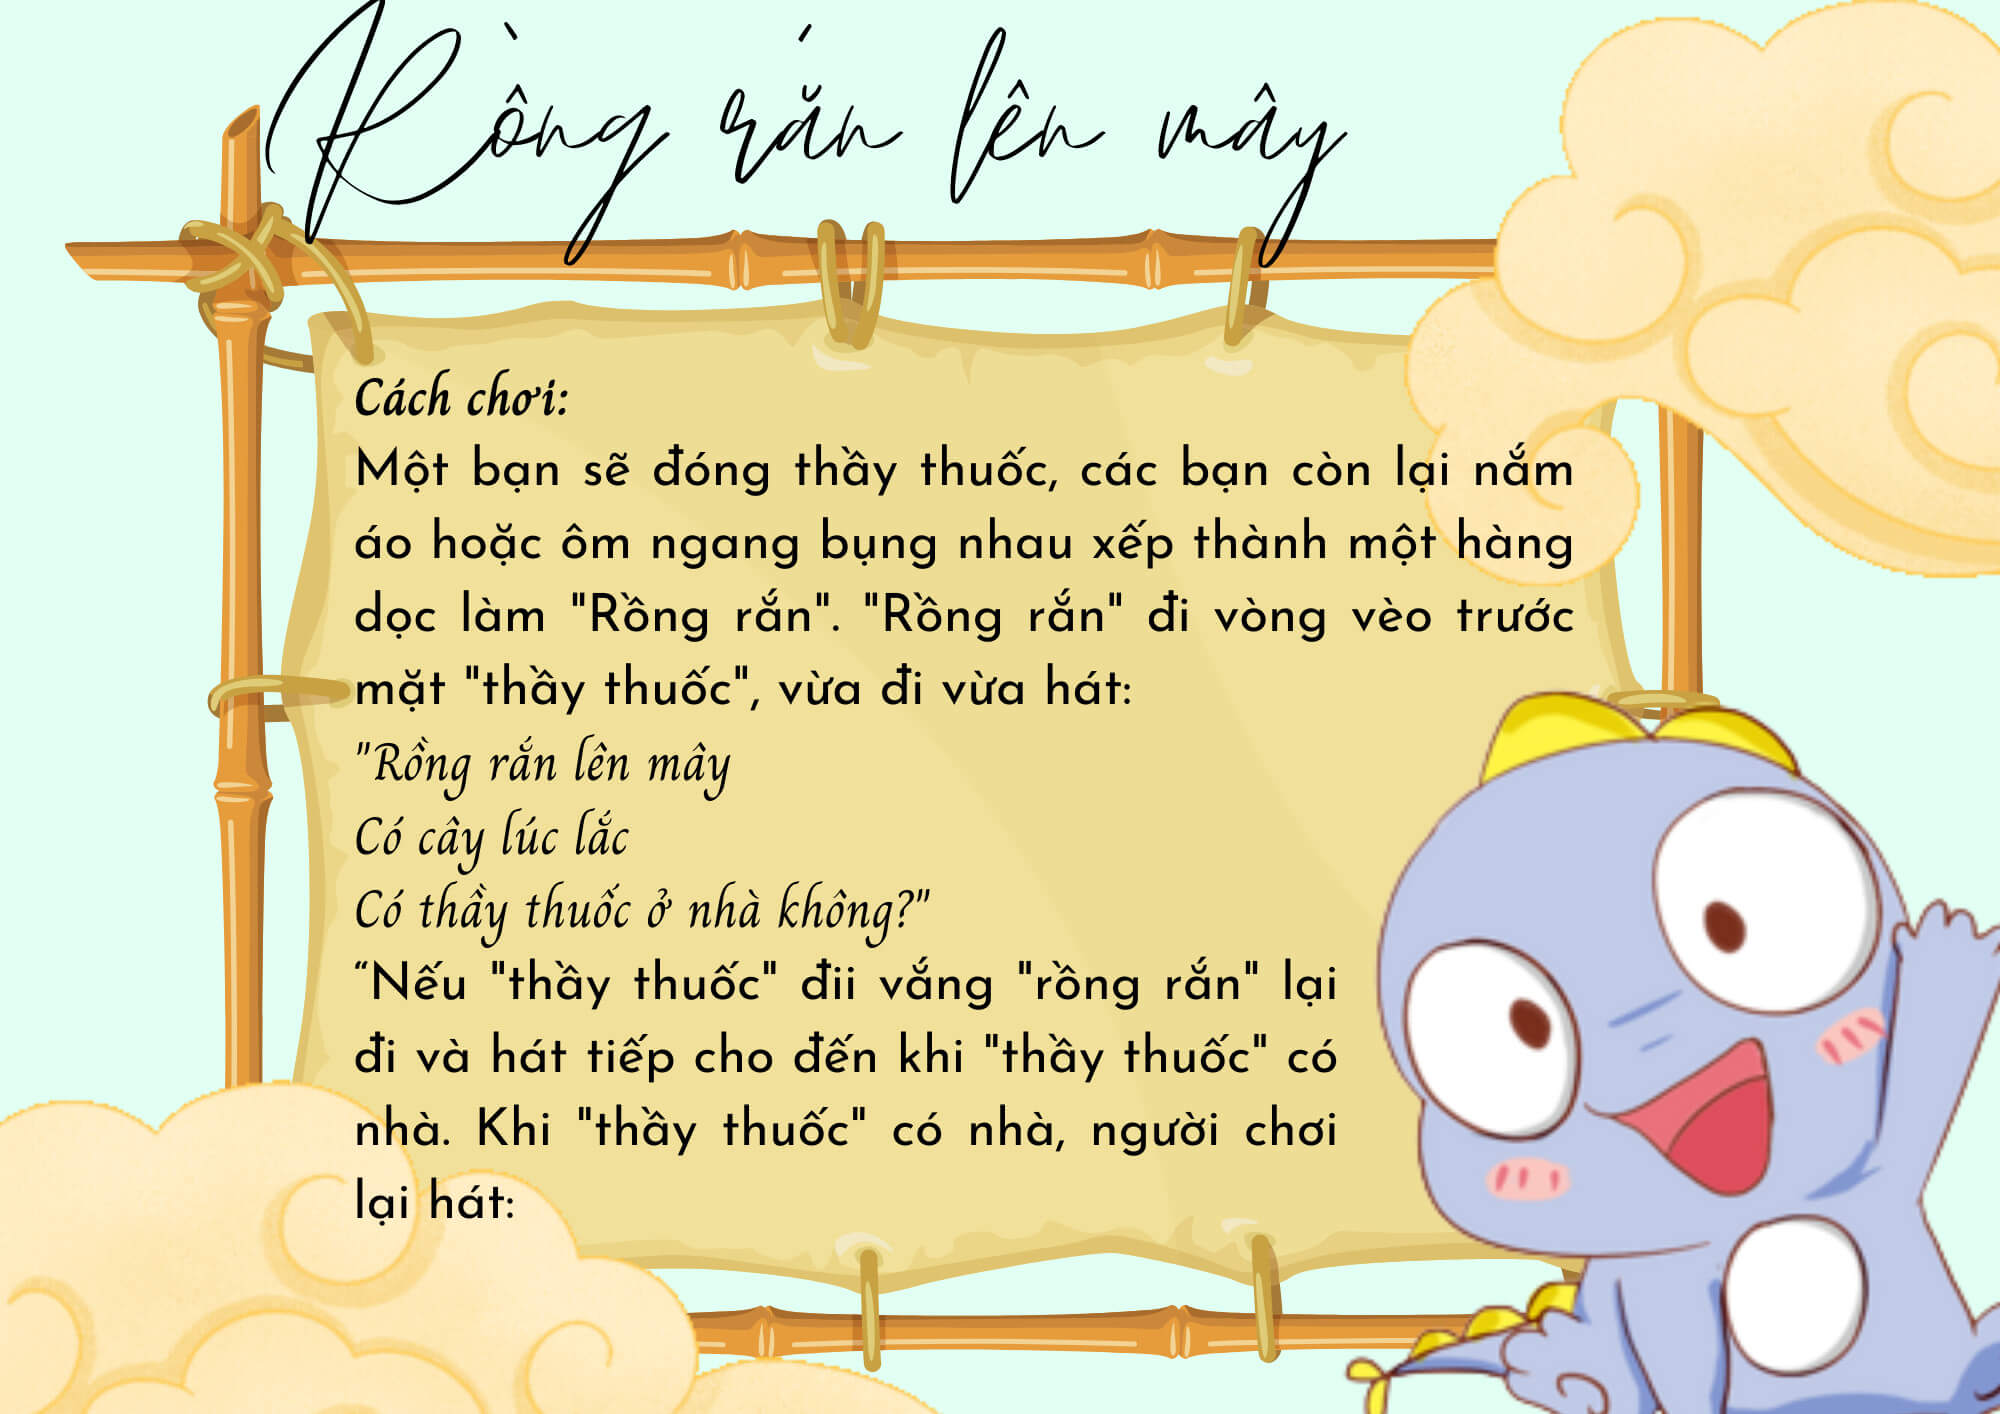 Rồng rắn lên mây
Cách chơi:
Một bạn sẽ đóng thầy thuốc, các bạn còn lại nắm
áo hoặc ôm ngang bụng nhau xếp thành một hàng
dọc làm "Rồng rắn". "Rồng rắn" đi vòng vèo trước
mặt "thầy thuốc", vừa đi vừa hát:
"Rồng rắn lên mây
Có cây lúc lắc
Có thầy thuốc ở nhà không?"
“Nếu "thầy thuốc" đii vắng "rồng rắn" lại
đi và hát tiếp cho đến khi "thầy thuốc" có
nhà. Khi "thầy thuốc" có nhà, người chơi
lại hát: